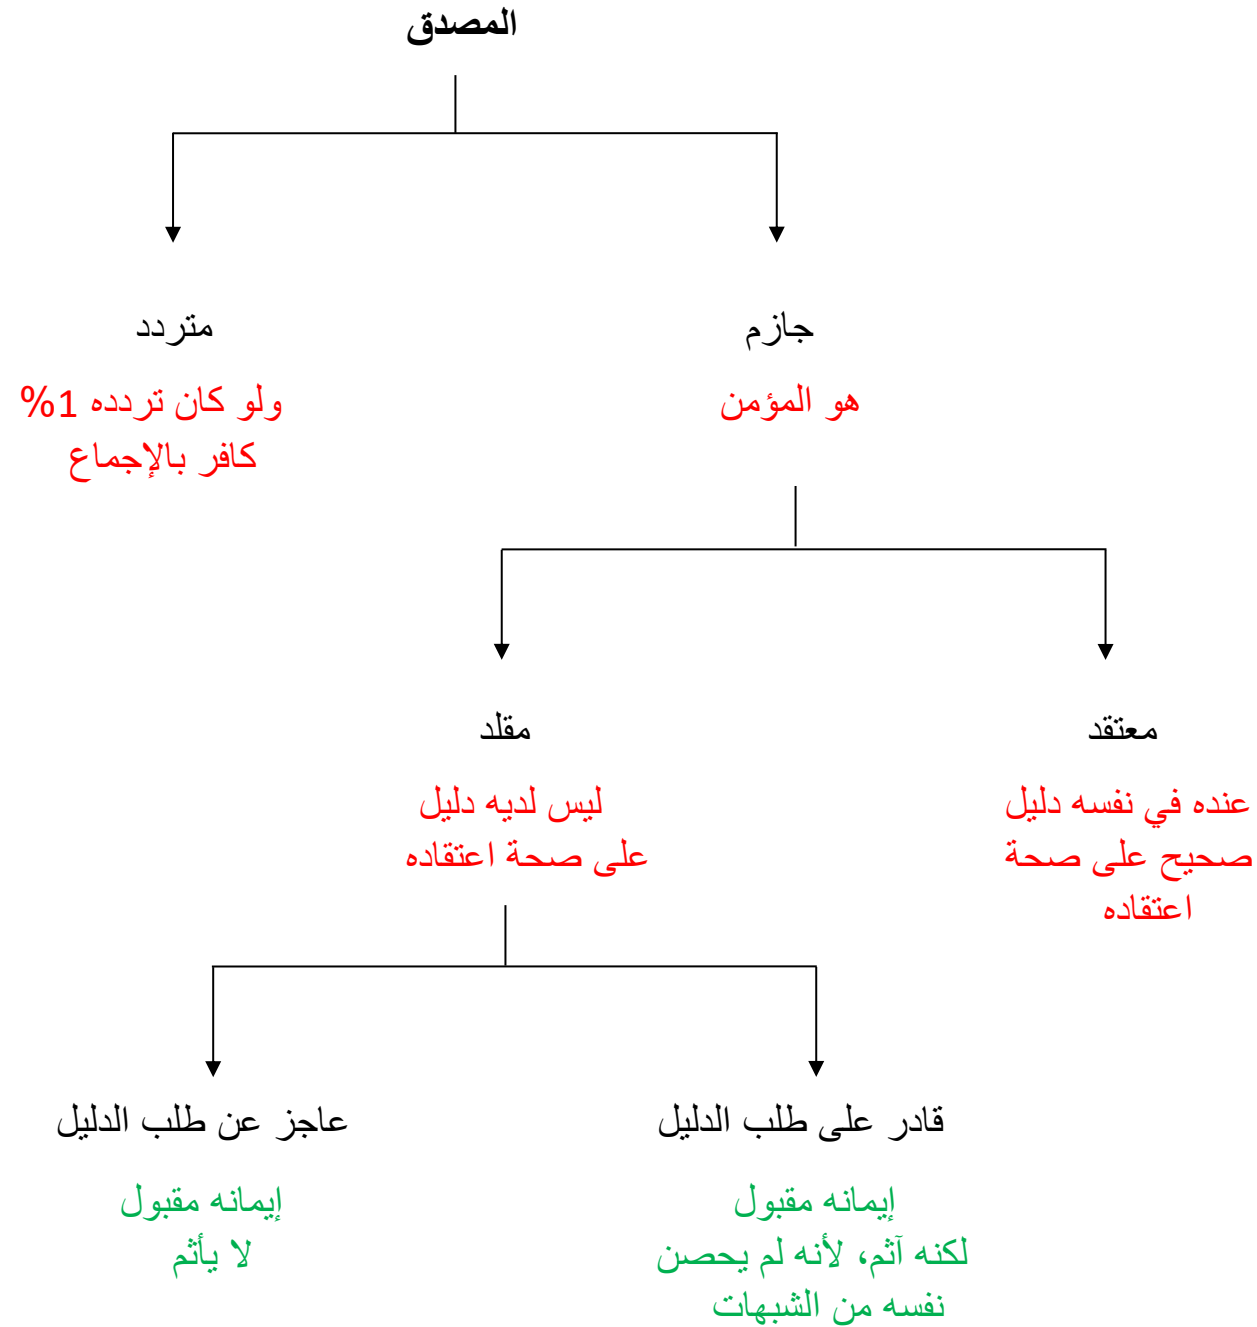 المصدق
جازم
هو المؤمن
متردد
ولو كان تردده 1%
كافر بالإجماع
معتقد
عنده في نفسه دليل
صحيح على صحة
اعتقاده
مقلد
ليس لديه دليل
على صحة اعتقاده
قادر على طلب الدليل
إيمانه مقبول
لكنه آثم، لأنه لم يحصن
نفسه من الشبهات
عاجز عن طلب الدليل
إيمانه مقبول
لا يأثم